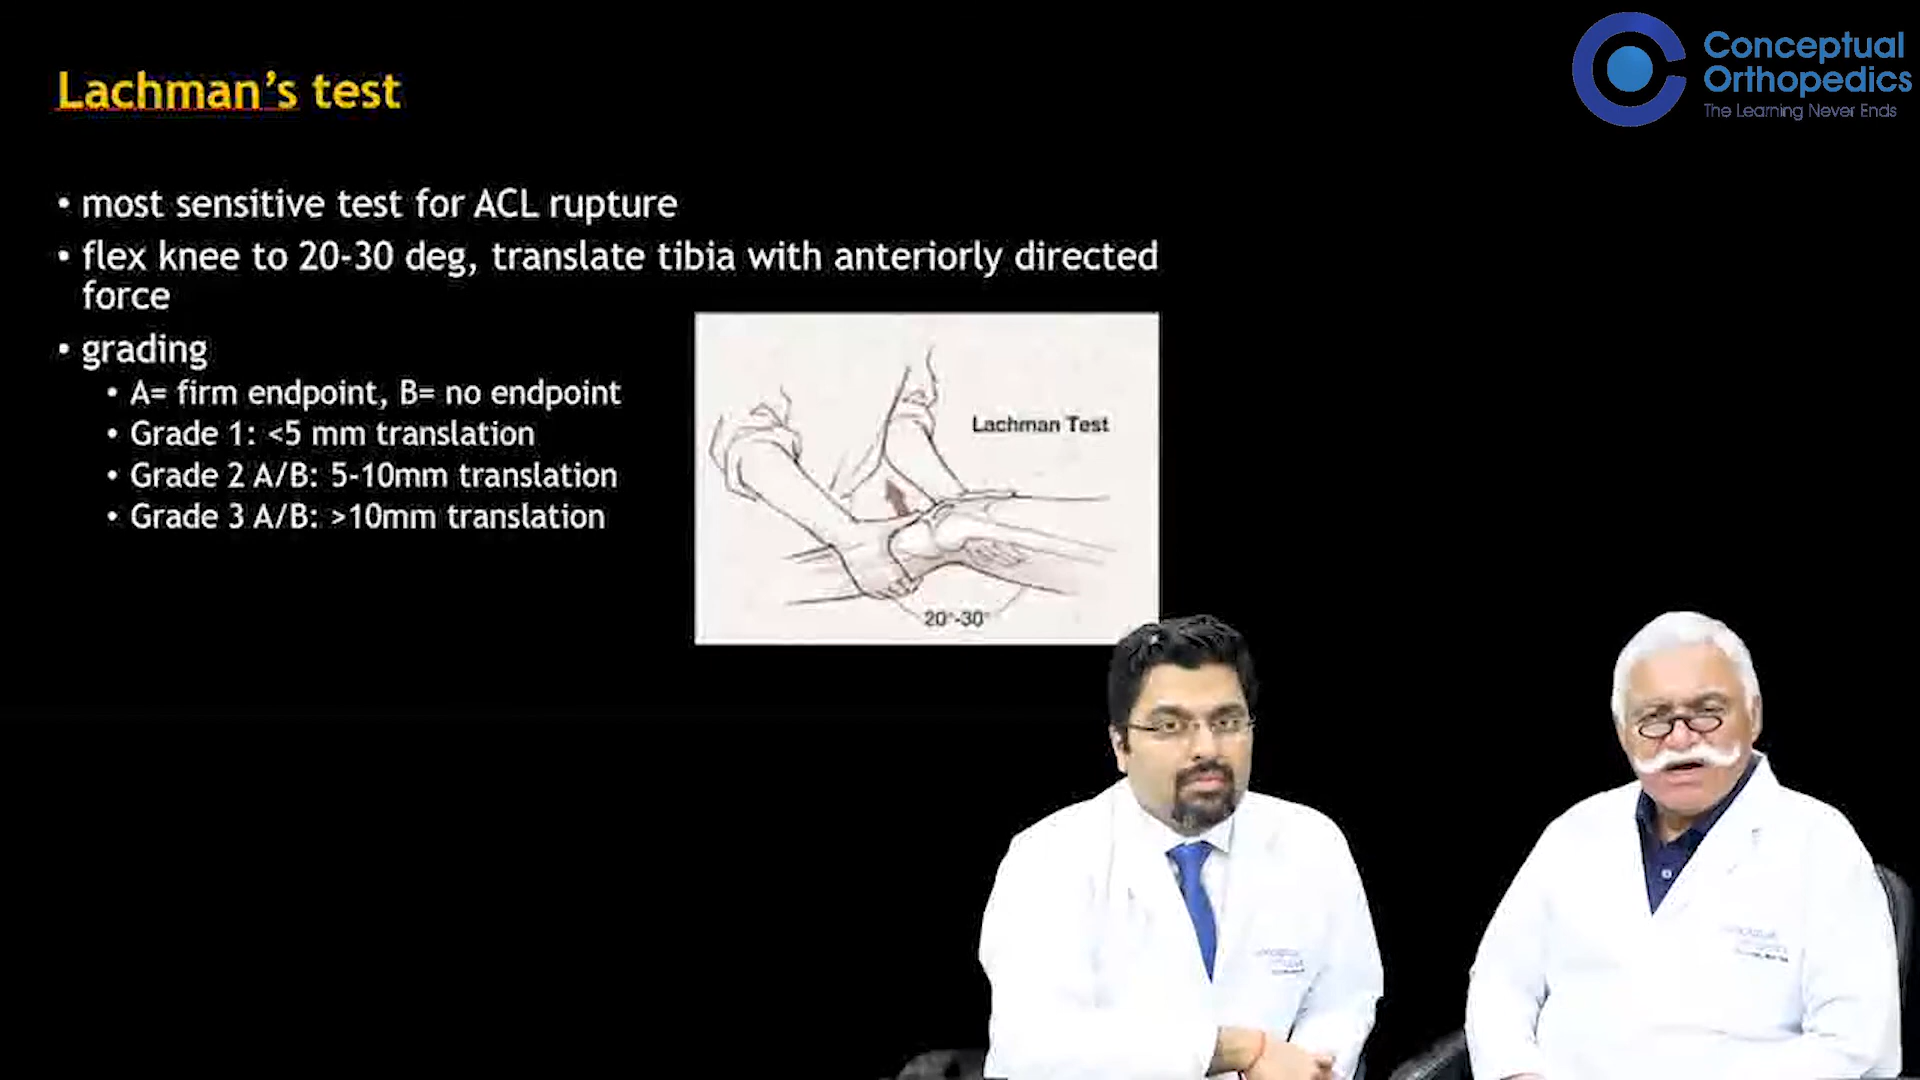 Conceptual
Orthopedics
The Learning Never Ends
Lachman's test
• most sensitive test for ACL rupture
• flex knee to 20-30 deg, translate tibia with anteriorly directed
force
• grading
• A= firm endpoint, B= no endpoint
• Grade 1: <5 mm translation
• Grade 2 A/B: 5-10mm translation
• Grade 3 A/B: >10mm translation
Lachman Test
20°-30°